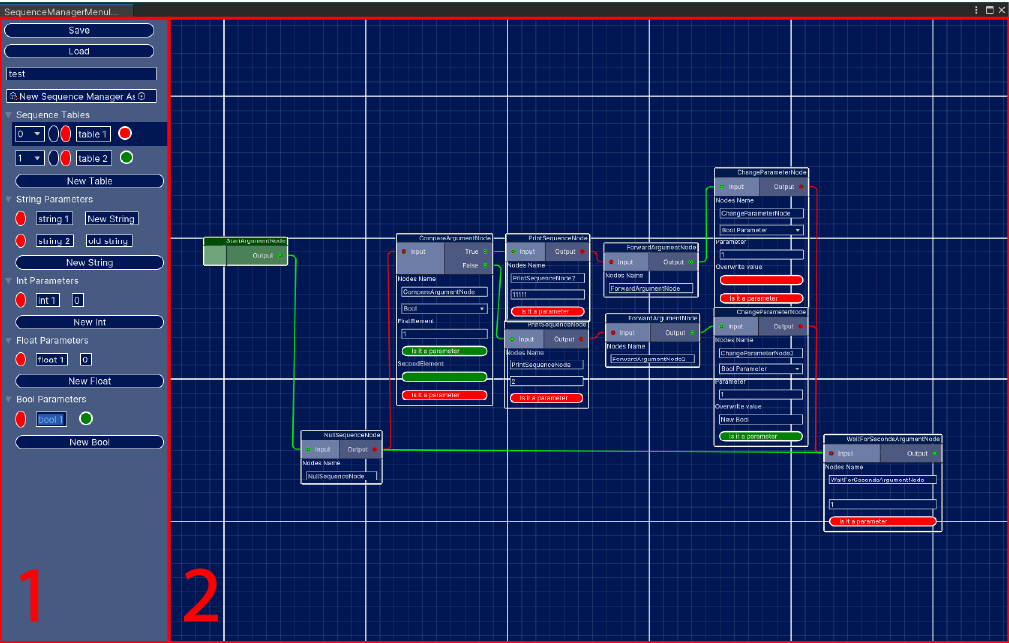 SequenceManagerMenuI...
Save
Load
test
New Sequence Manager As
Sequence Tables
0 table 1
1 table 2
New Table
String Parameters
string 1 New String
string 2 old string
New String
Int Parameters
int 1 0
New Int
Float Parameters
float 1 0
New Float
Bool Parameters
bool 1
New Bool
1
StartArgumentNode
Output
NullSequenceNode
Input Output
Nodes Name
NullSequenceNode
CompareArgumentNode
Input True
False
Nodes Name
CompareArgumentNode
Bool
FirstElement
1
Is it a parameter
SecondElement
Is it a parameter
PrintSequenceNode
Input Output
Nodes Name
PrintSequenceNode2
11111
Is it a parameter
PrintSequenceNode
Input Output
Nodes Name
PrintSequenceNode
2
Is it a parameter
ForwardArgumentNode
Input Output
Nodes Name
ForwardArgumentNode
ForwardArgumentNode
Input Output
Nodes Name
ForwardArgumentNode2
ChangeParameterNode
Input Output
Nodes Name
ChangeParameterNode
Bool Parameter
Parameter
1
Overwrite value
Is it a parameter
ChangeParameterNode
Input Output
Nodes Name
ChangeParameterNode2
Bool Parameter
Parameter
1
Overwrite value
New Bool
Is it a parameter
WaitForSecondsArgumentNode
Input Output
Nodes Name
WaitForSecondsArgumentNode
1
Is it a parameter
2